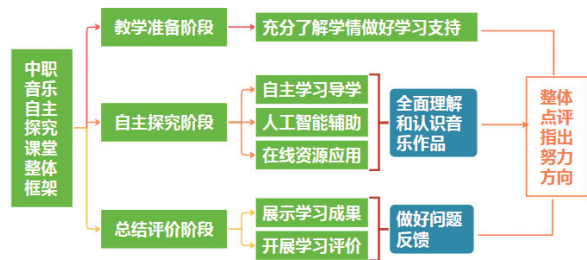 中职
音乐
自主
探究
课堂
整体
框架
教学准备阶段
充分了解学情做好学习支持
自主探究阶段
自主学习导学
人工智能辅助
在线资源应用
全面理解
和认识音
乐作品
总结评价阶段
展示学习成果
开展学习评价
做好问题
反馈
整体
点评
指出
努力
方向